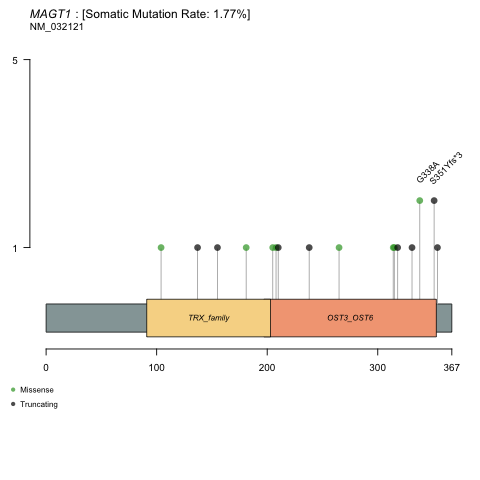 MAGT1 : [Somatic Mutation Rate: 1.77%]
NM_032121
5
G338A
S351Yfs*3
1
TRX_family
OST3_OST6
0 100 200 300 367
Missense
Truncating